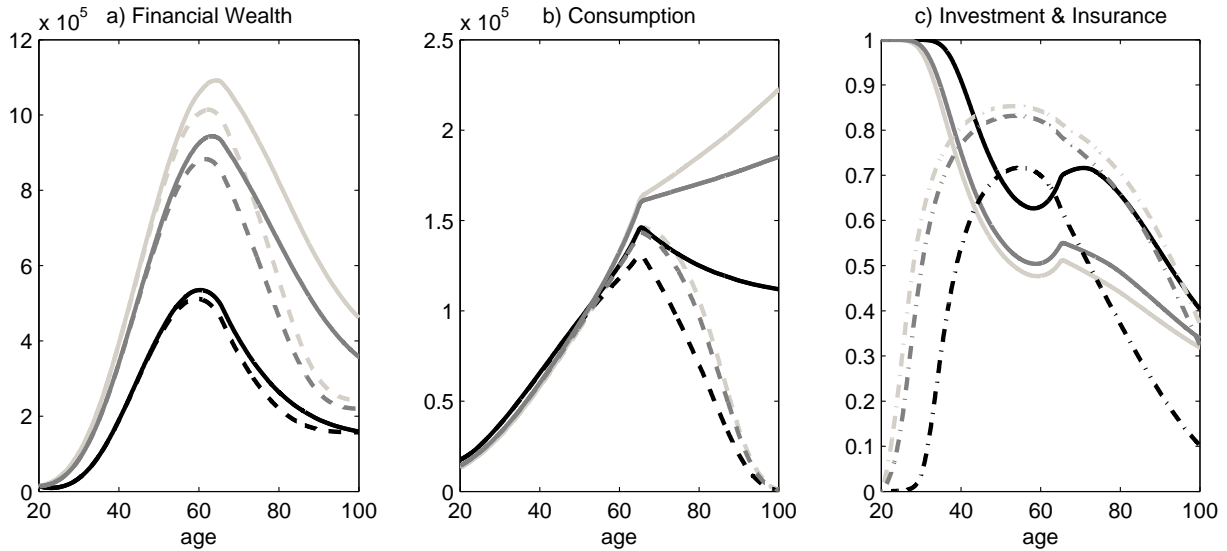 a) Financial Wealth
x 10^5
12
10
8
6
4
2
0
20 40 60 80 100
age
b) Consumption
x 10^5
2.5
2
1.5
1
0.5
0
20 40 60 80 100
age
c) Investment & Insurance
1
0.9
0.8
0.7
0.6
0.5
0.4
0.3
0.2
0.1
0
20 40 60 80 100
age